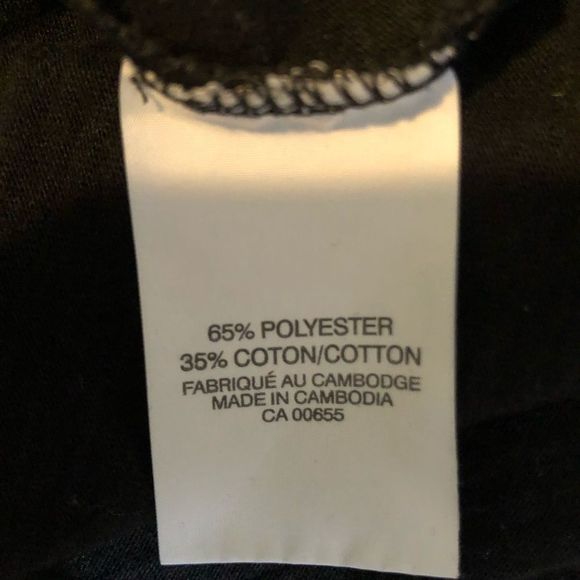 65% POLYESTER
35% COTON/COTTON
FABRIQUÉ AU CAMBODGE
MADE IN CAMBODIA
CA 00655